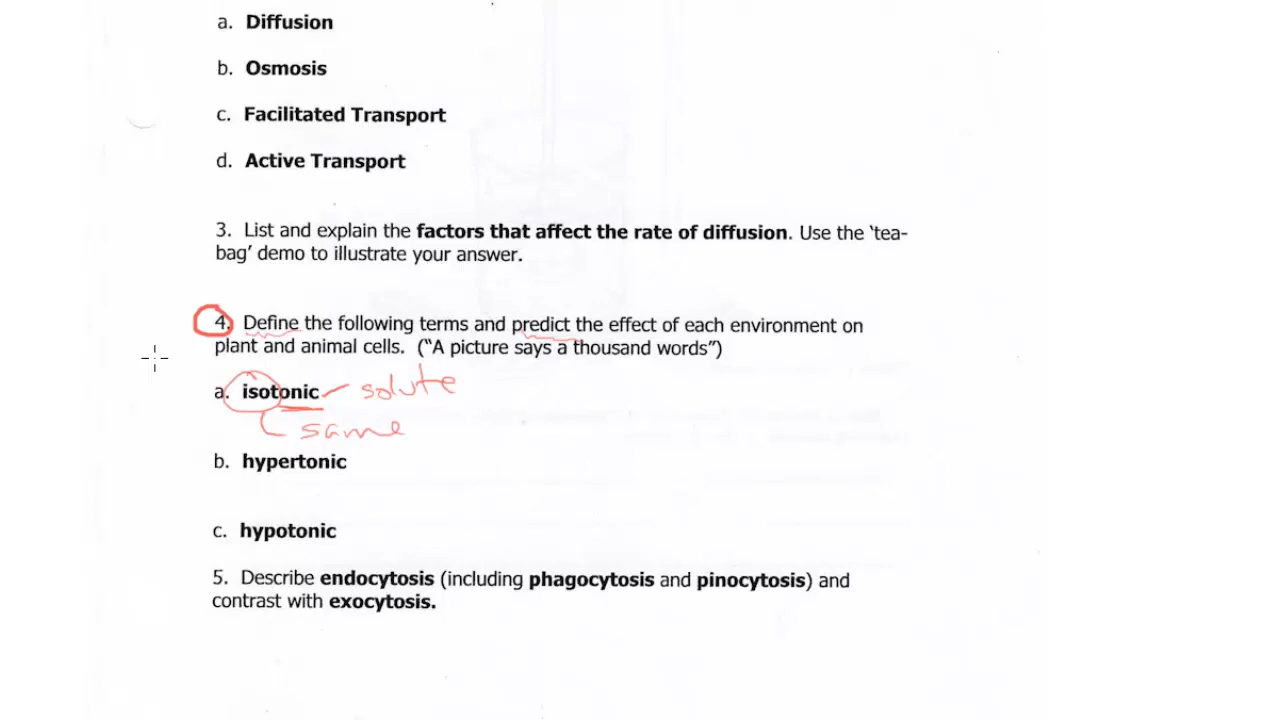 a. Diffusion
b. Osmosis
c. Facilitated Transport
d. Active Transport
3. List and explain the factors that affect the rate of diffusion. Use the ‘tea-
bag’ demo to illustrate your answer.
4. Define the following terms and predict the effect of each environment on
plant and animal cells. (“A picture says a thousand words”)
a. isotonic solute
same
b. hypertonic
c. hypotonic
5. Describe endocytosis (including phagocytosis and pinocytosis) and
contrast with exocytosis.